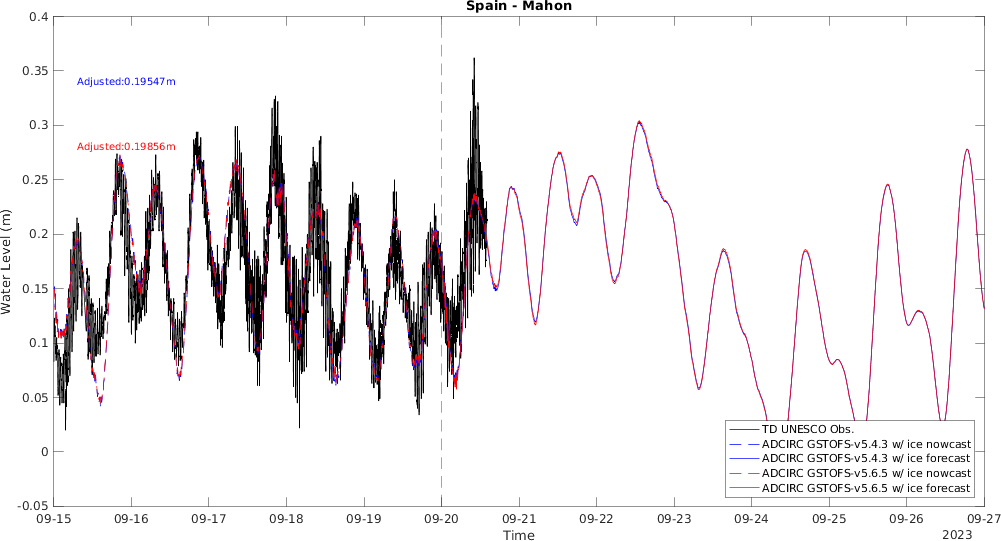 Spain - Mahon
Water Level (m)
0.4
0.35
0.3
0.25
0.2
0.15
0.1
0.05
0
-0.05
Adjusted:0.19547m
Adjusted:0.19856m
TD UNESCO Obs.
ADCIRC GSTOFS-v5.4.3 w/ ice nowcast
ADCIRC GSTOFS-v5.4.3 w/ ice forecast
ADCIRC GSTOFS-v5.6.5 w/ ice nowcast
ADCIRC GSTOFS-v5.6.5 w/ ice forecast
09-15 09-16 09-17 09-18 09-19 09-20 09-21 09-22 09-23 09-24 09-25 09-26 09-27
Time
2023